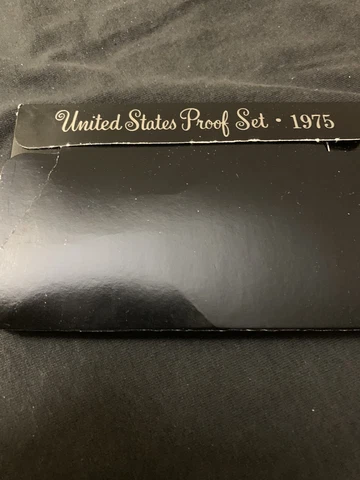 United States Proof Set • 1975